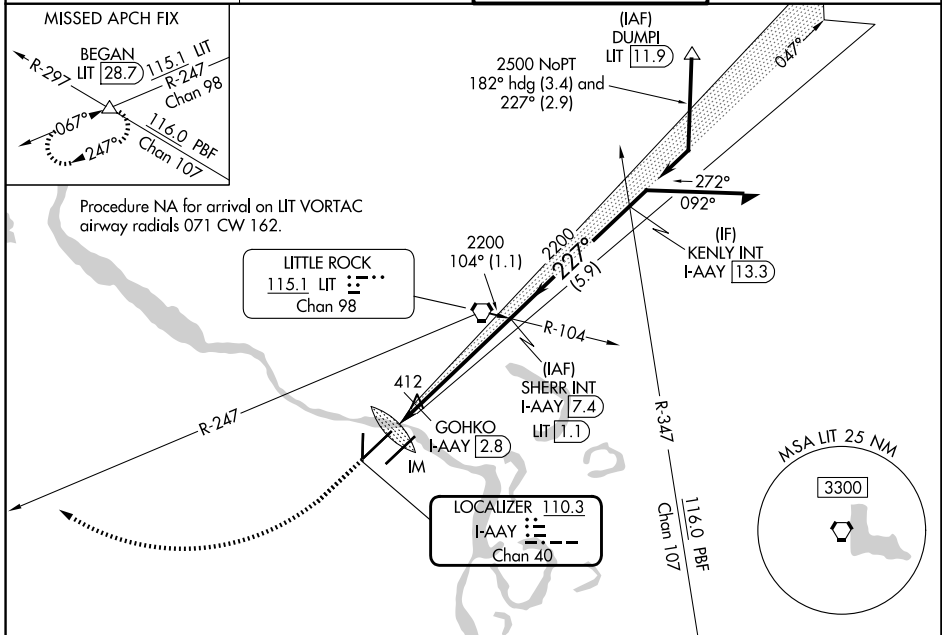 MISSED APCH FIX
BEGAN
LIT 28.7
R-297
115.1 LIT
R-247
Chan 98
067°
247°
116.0 PBF
Chan 107
(IAF)
DUMPI
LIT 11.9
2500 NoPT
182° hdg (3.4) and
227° (2.9)
047°
Procedure NA for arrival on LIT VORTAC
airway radials 071 CW 162.
272°
092°
(IF)
KENLY INT
I-AAY 13.3
2200
104° (1.1)
2200
227°
(5.9)
LITTLE ROCK
115.1 LIT
Chan 98
R-104
(IAF)
SHERR INT
I-AAY 7.4
LIT 1.1
R-247
412
GOHKO
I-AAY 2.8
IM
R-347
116.0 PBF
Chan 107
LOCALIZER 110.3
I-AAY
Chan 40
MSA LIT 25 NM
3300